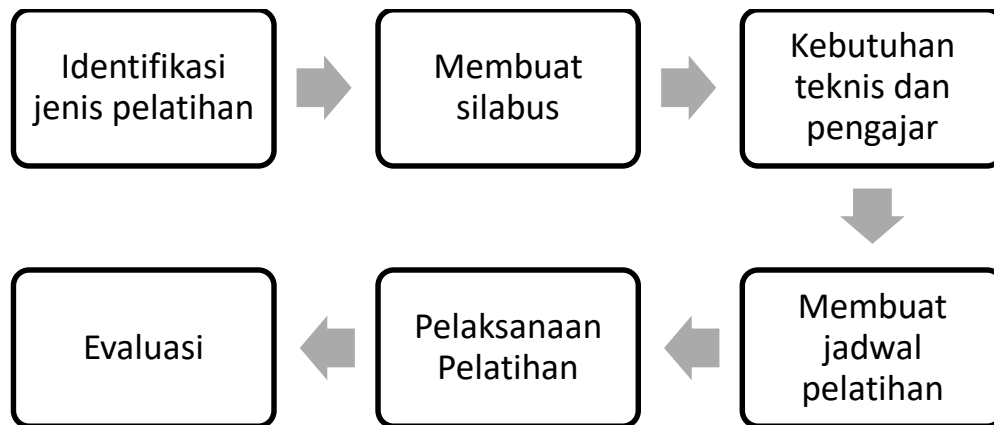 Identifikasi
jenis pelatihan
Membuat
silabus
Kebutuhan
teknis dan
pengajar
Membuat
jadwal
pelatihan
Pelaksanaan
Pelatihan
Evaluasi